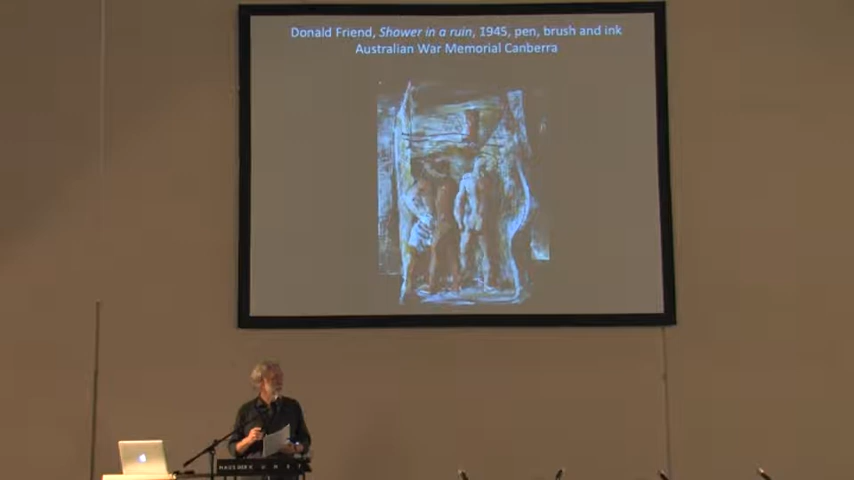 Donald Friend, Shower in a ruin, 1945, pen, brush and ink
Australian War Memorial Canberra